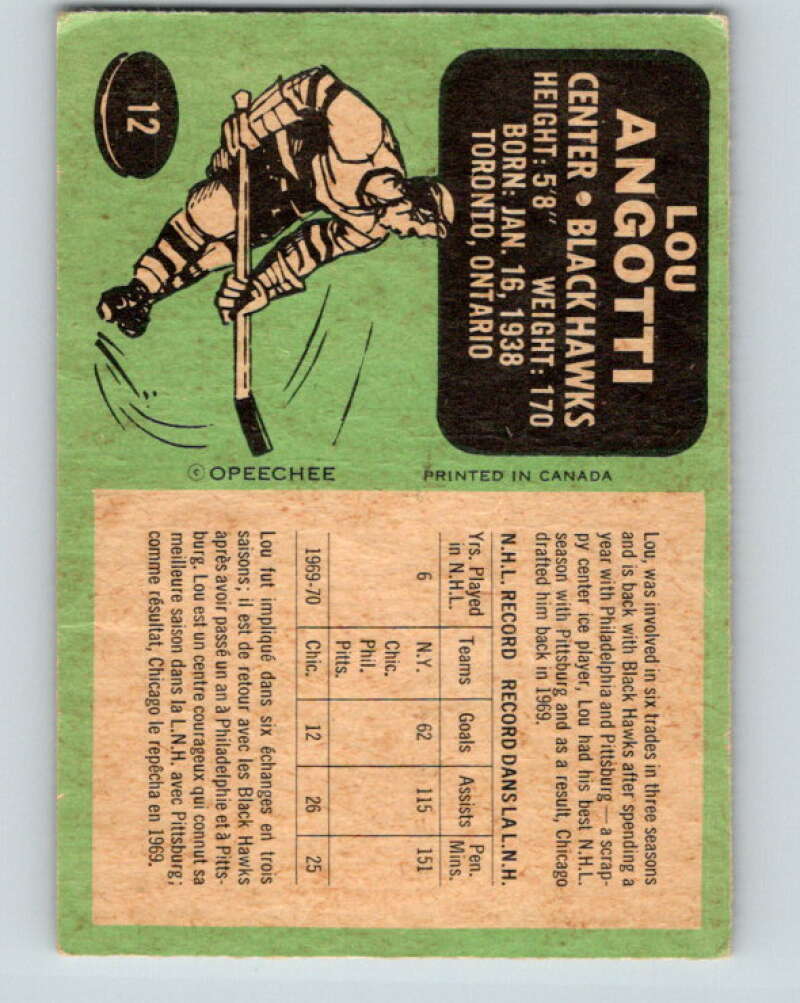 12
LOU
ANGOTTI
CENTER • BLACK HAWKS
HEIGHT: 5'8" WEIGHT: 170
BORN: JAN. 16, 1938
TORONTO, ONTARIO
© OPEECHEE
PRINTED IN CANADA
Lou, was involved in six trades in three seasons
and is back with Black Hawks after spending a
year with Philadelphia and Pittsburg — a scrap-
py center ice player, Lou had his best N.H.L.
season with Pittsburg and as a result, Chicago
drafted him back in 1969.
N.H.L. RECORD RECORD DANS LA L.N.H.
Yrs. Played in N.H.L. Teams Goals Assists Pen. Mins.
6 N.Y. 62 115 151
Chic.
Phil.
Pitts.
1969-70 Chic. 12 26 25
Lou fut impliqué dans six échanges en trois
saisons; il est de retour avec les Black Hawks
après avoir passé un an à Philadelphie et à Pitts-
burg. Lou est un centre courageux qui connut sa
meilleure saison dans la L.N.H. avec Pittsburg;
comme résultat, Chicago le repêcha en 1969.